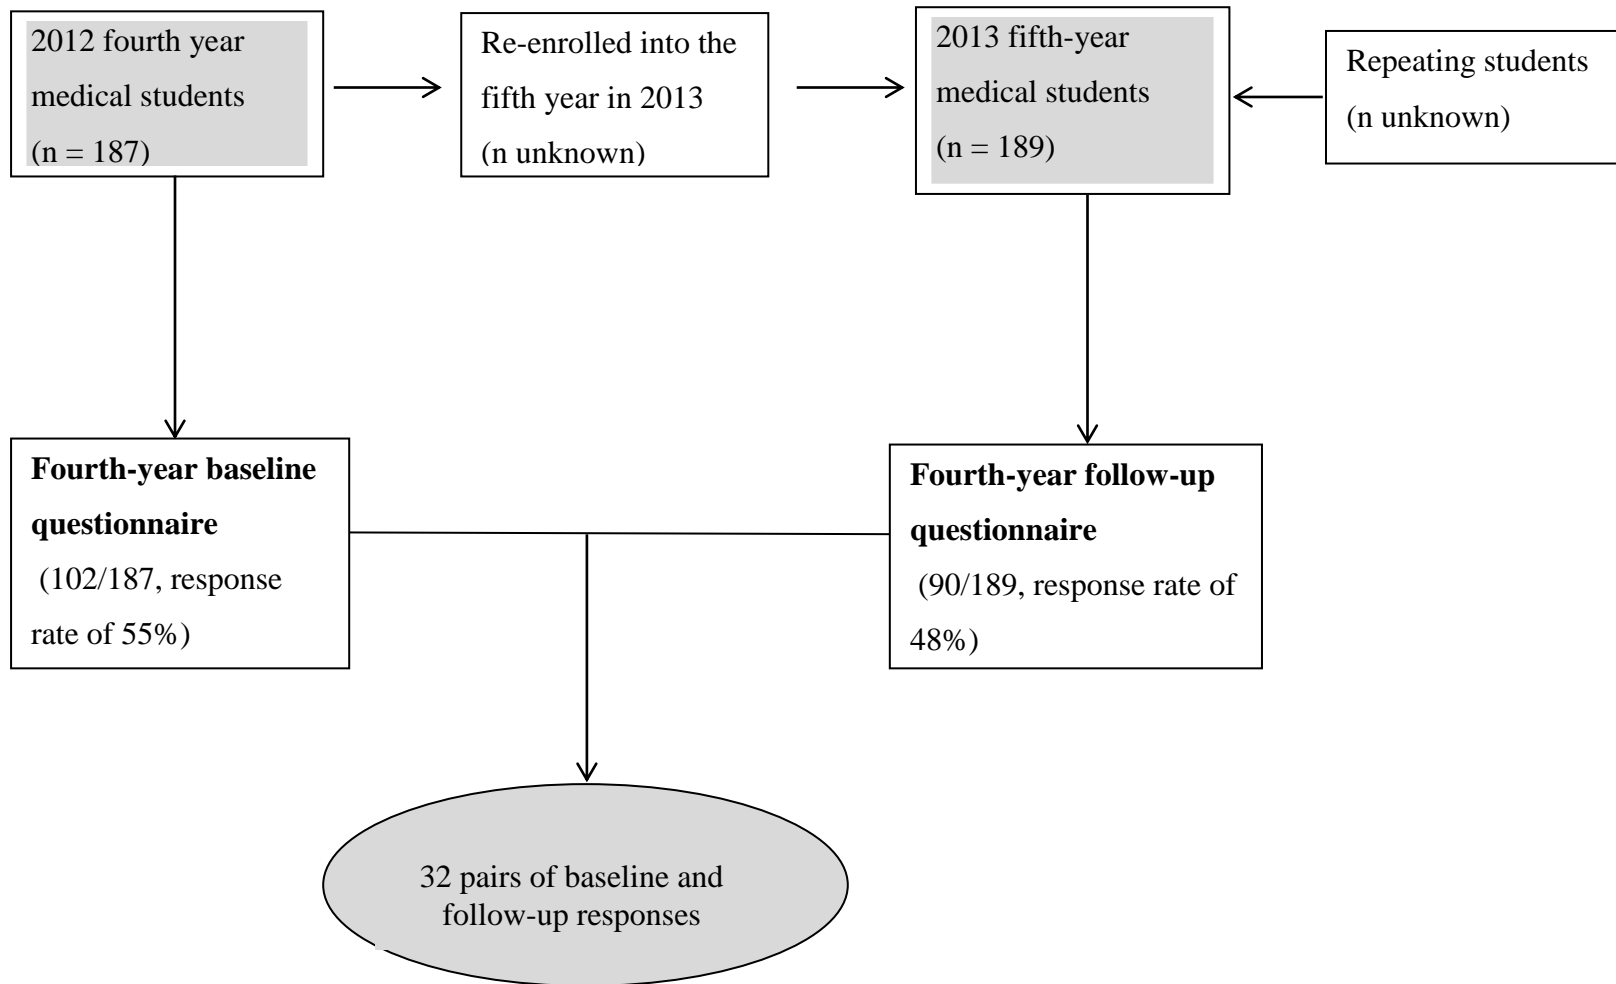 2012 fourth year
medical students
(n = 187)
Re-enrolled into the
fifth year in 2013
(n unknown)
2013 fifth-year
medical students
(n = 189)
Repeating students
(n unknown)
Fourth-year baseline
questionnaire
(102/187, response
rate of 55%)
Fourth-year follow-up
questionnaire
(90/189, response rate of
48%)
32 pairs of baseline and
follow-up responses